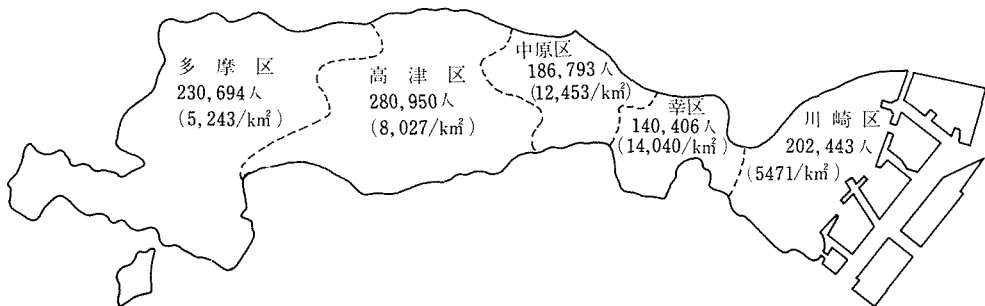 多摩区
230,694人
(5,243/km²)
高津区
280,950人
(8,027/km²)
中原区
186,793人
(12,453/km²)
幸区
140,406人
(14,040/km²)
川崎区
202,443人
(5471/km²)